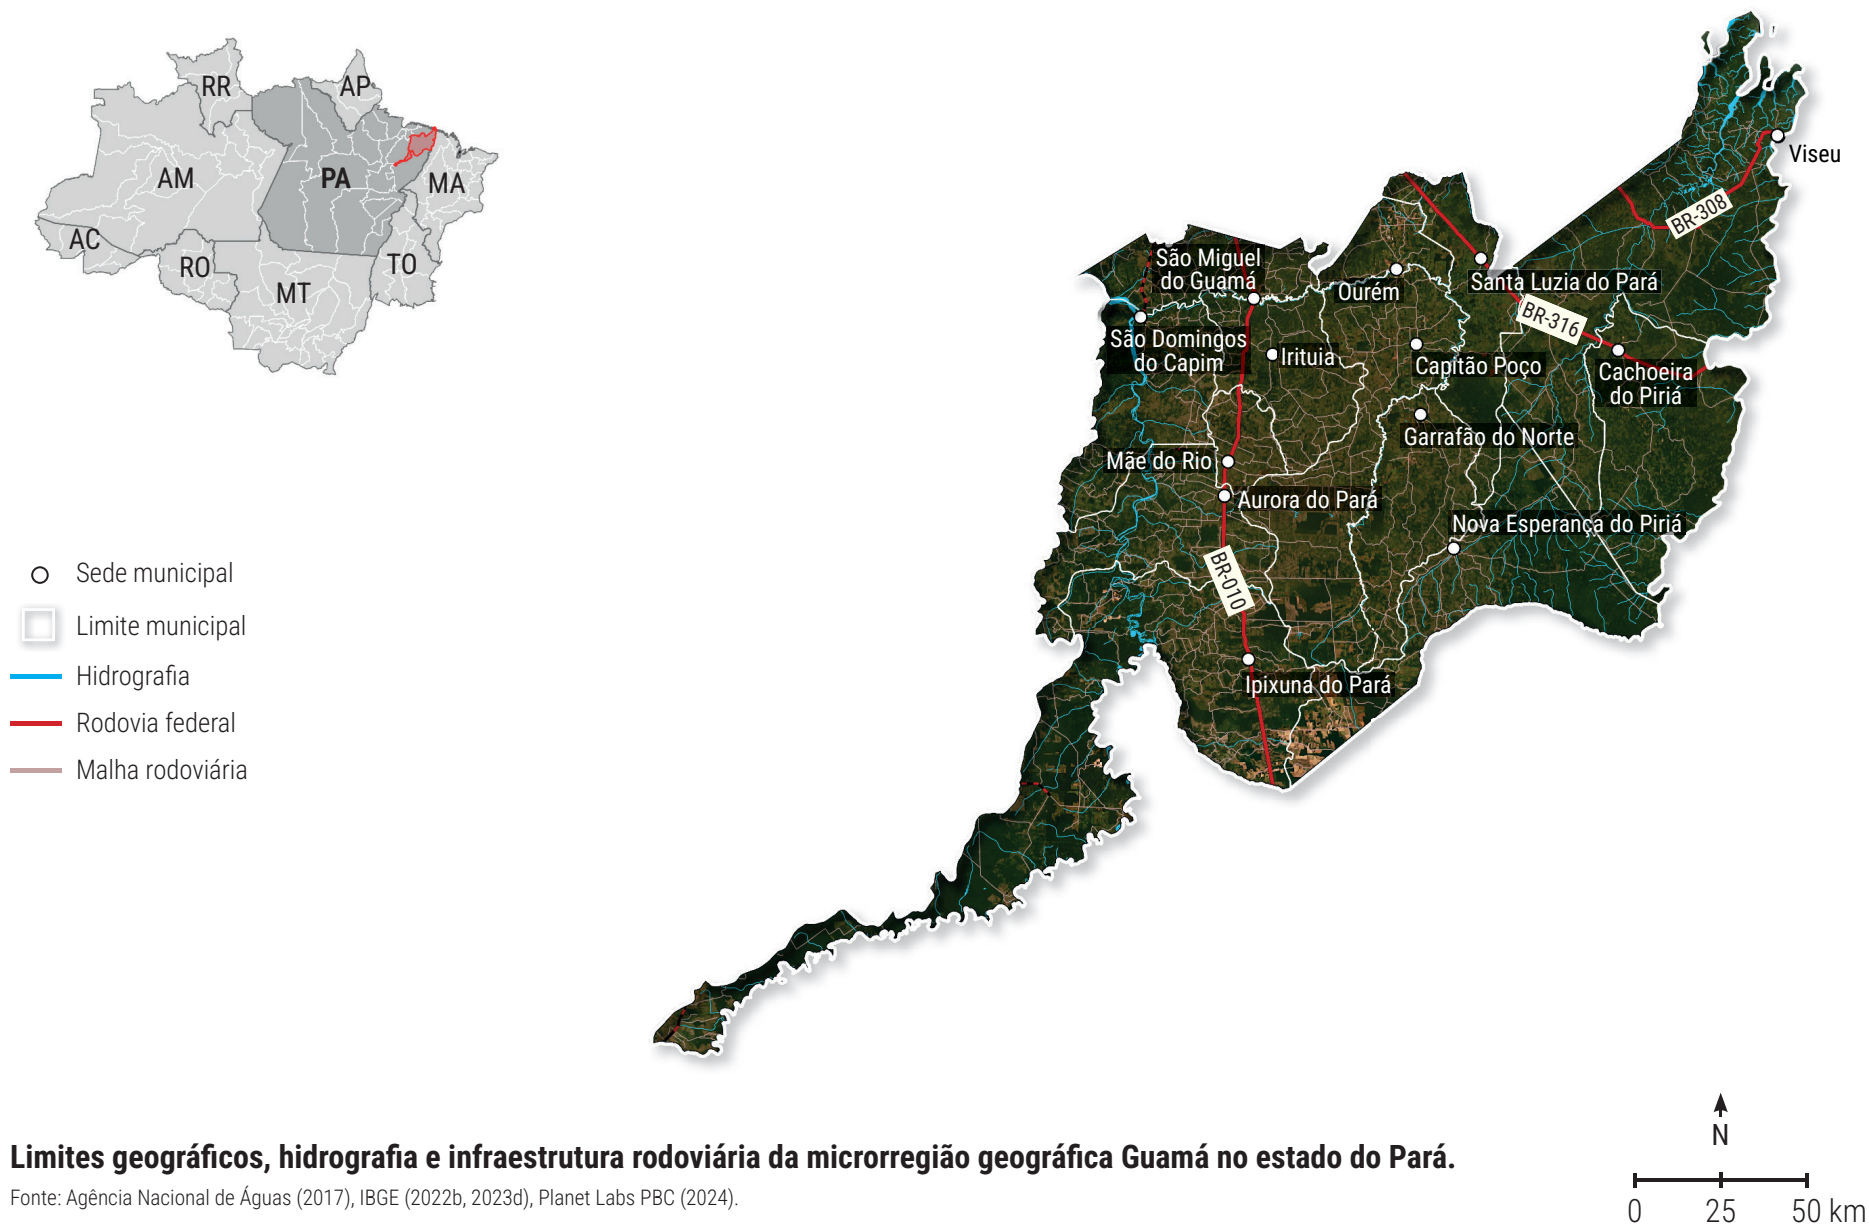 RR
AP
AM
PA
MA
AC
RO
TO
MT
Viseu
BR-308
São Miguel
do Guamá
Ourém
Santa Luzia do Pará
BR-316
São Domingos
do Capim
Irituia
Capitão Poço
Cachoeira
do Piriá
Garrafão do Norte
Mãe do Rio
Aurora do Pará
Nova Esperança do Piriá
BR-010
Ipixuna do Pará
Sede municipal
Limite municipal
Hidrografia
Rodovia federal
Malha rodoviária
N
0 25 50 km
Limites geográficos, hidrografia e infraestrutura rodoviária da microrregião geográfica Guamá no estado do Pará.
Fonte: Agência Nacional de Águas (2017), IBGE (2022b, 2023d), Planet Labs PBC (2024).